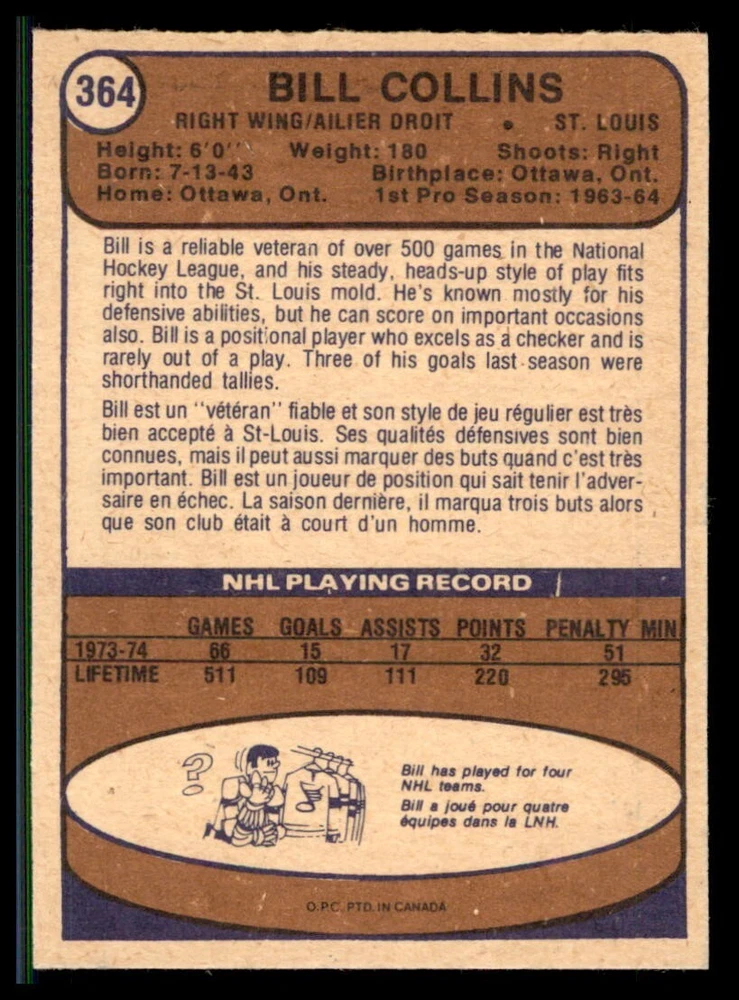 364
BILL COLLINS
RIGHT WING/AILIER DROIT • ST. LOUIS
Height: 6'0'' Weight: 180 Shoots: Right
Born: 7-13-43 Birthplace: Ottawa, Ont.
Home: Ottawa, Ont. 1st Pro Season: 1963-64
Bill is a reliable veteran of over 500 games in the National
Hockey League, and his steady, heads-up style of play fits
right into the St. Louis mold. He's known mostly for his
defensive abilities, but he can score on important occasions
also. Bill is a positional player who excels as a checker and is
rarely out of a play. Three of his goals last season were
shorthanded tallies.
Bill est un ''vétéran'' fiable et son style de jeu régulier est très
bien accepté à St-Louis. Ses qualités défensives sont bien
connues, mais il peut aussi marquer des buts quand c'est très
important. Bill est un joueur de position qui sait tenir l'adver-
saire en échec. La saison dernière, il marqua trois buts alors
que son club était à court d'un homme.
NHL PLAYING RECORD
GAMES GOALS ASSISTS POINTS PENALTY MIN
1973-74 66 15 17 32 51
LIFETIME 511 109 111 220 295
?
Bill has played for four
NHL teams.
Bill a joué pour quatre
équipes dans la LNH.
O.P.C. PTD. IN CANADA